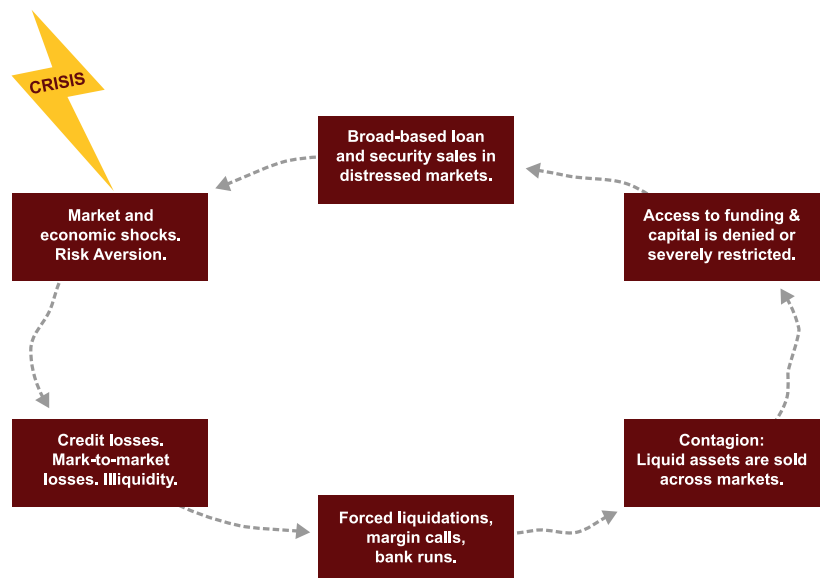 CRISIS
Broad-based loan
and security sales in
distressed markets.
Market and
economic shocks.
Risk Aversion.
Access to funding &
capital is denied or
severely restricted.
Credit losses.
Mark-to-market
losses. Illiquidity.
Contagion:
Liquid assets are sold
across markets.
Forced liquidations,
margin calls,
bank runs.